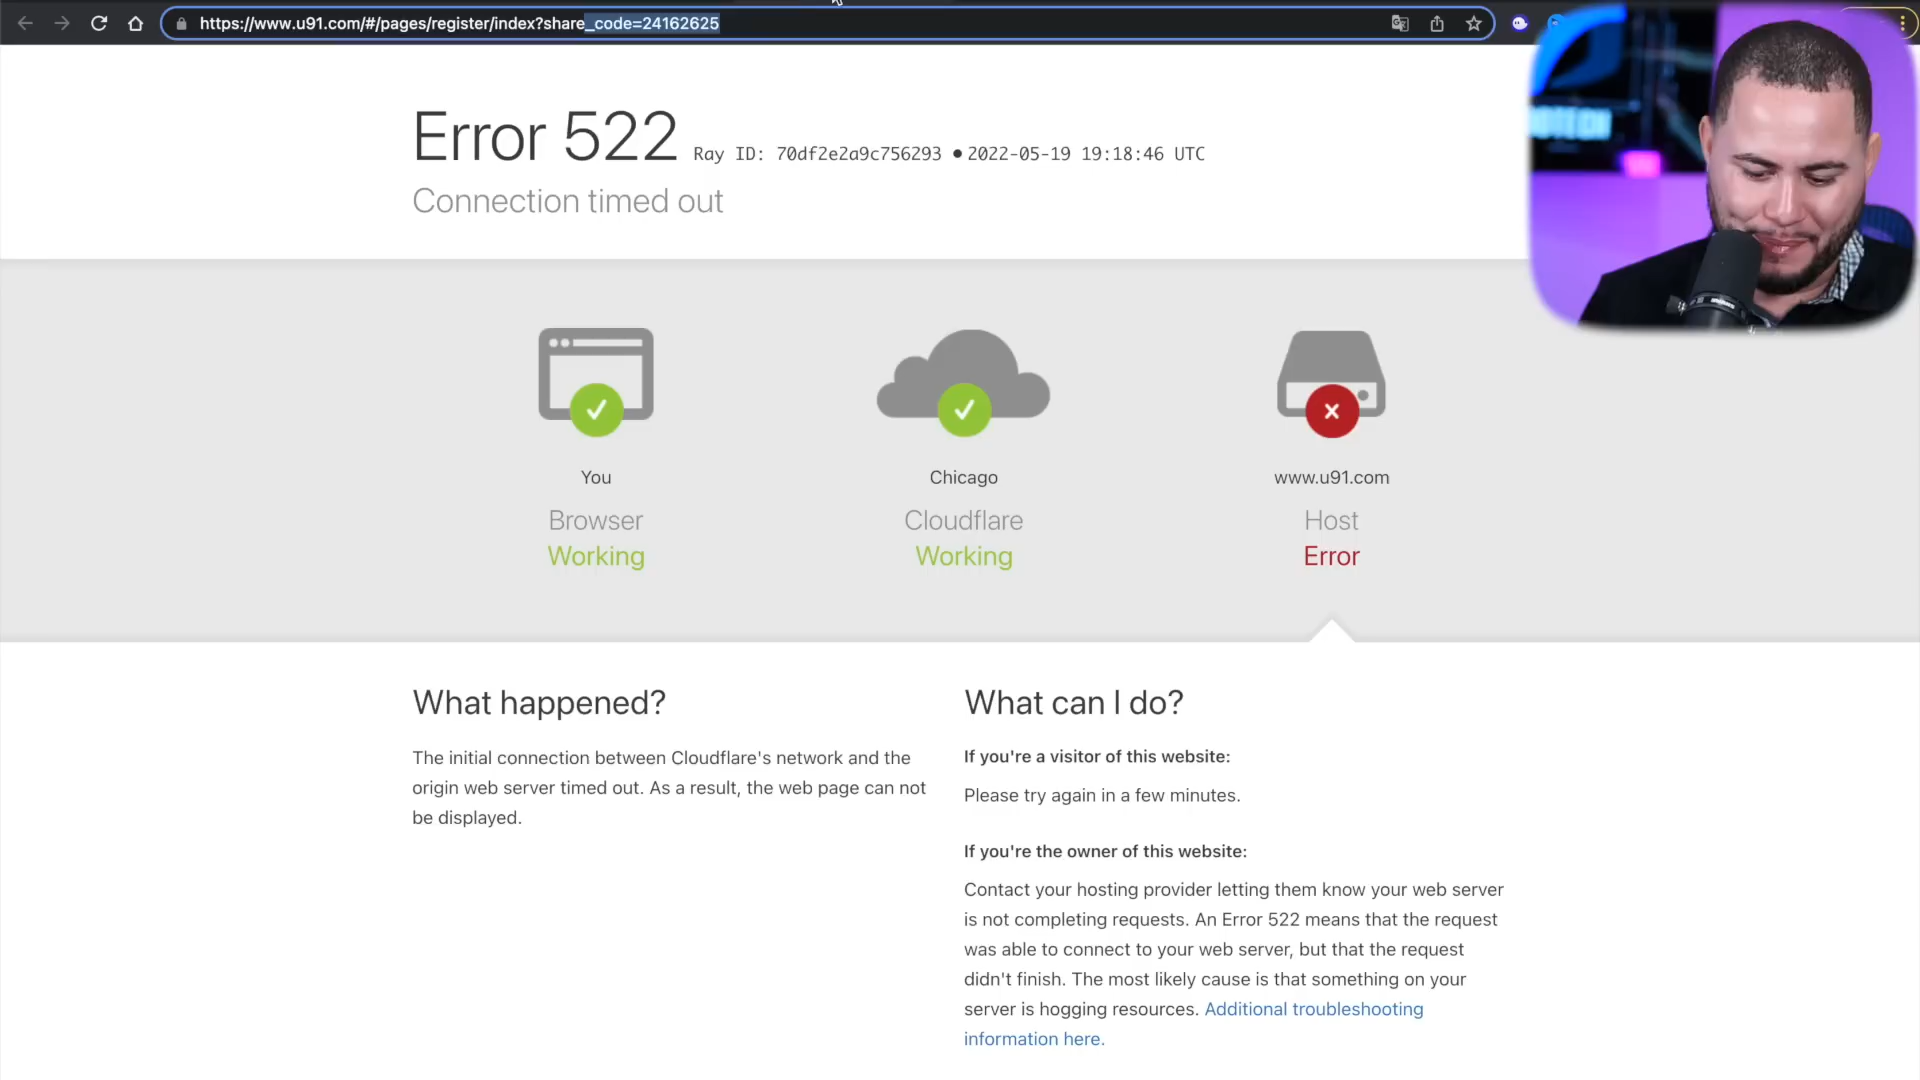 https://www.u91.com/#/pages/register/index?share_code=24162625
Error 522 Ray ID: 70df2e2a9c756293 • 2022-05-19 19:18:46 UTC
Connection timed out
You
Browser
Working
Chicago
Cloudflare
Working
www.u91.com
Host
Error
What happened?
The initial connection between Cloudflare's network and the
origin web server timed out. As a result, the web page can not
be displayed.
What can I do?
If you're a visitor of this website:
Please try again in a few minutes.
If you're the owner of this website:
Contact your hosting provider letting them know your web server
is not completing requests. An Error 522 means that the request
was able to connect to your web server, but that the request
didn't finish. The most likely cause is that something on your
server is hogging resources. Additional troubleshooting
information here.